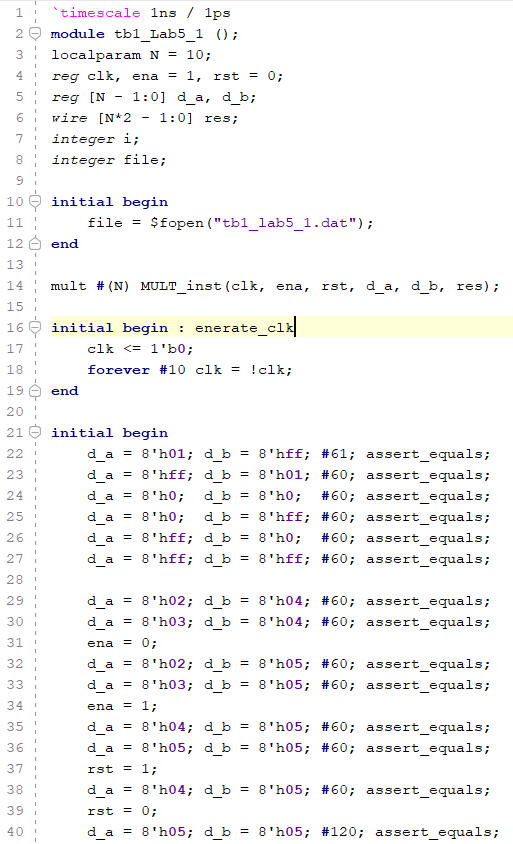 1 `timescale 1ns / 1ps
2 module tb1_Lab5_1 ();
3 localparam N = 10;
4 reg clk, ena = 1, rst = 0;
5 reg [N - 1:0] d_a, d_b;
6 wire [N*2 - 1:0] res;
7 integer i;
8 integer file;
9
10 initial begin
11 file = $fopen("tb1_lab5_1.dat");
12 end
13
14 mult #(N) MULT_inst(clk, ena, rst, d_a, d_b, res);
15
16 initial begin : enerate_clk
17 clk <= 1'b0;
18 forever #10 clk = !clk;
19 end
20
21 initial begin
22 d_a = 8'h01; d_b = 8'hff; #61; assert_equals;
23 d_a = 8'hff; d_b = 8'h01; #60; assert_equals;
24 d_a = 8'h0; d_b = 8'h0; #60; assert_equals;
25 d_a = 8'h0; d_b = 8'hff; #60; assert_equals;
26 d_a = 8'hff; d_b = 8'h0; #60; assert_equals;
27 d_a = 8'hff; d_b = 8'hff; #60; assert_equals;
28
29 d_a = 8'h02; d_b = 8'h04; #60; assert_equals;
30 d_a = 8'h03; d_b = 8'h04; #60; assert_equals;
31 ena = 0;
32 d_a = 8'h02; d_b = 8'h05; #60; assert_equals;
33 d_a = 8'h03; d_b = 8'h05; #60; assert_equals;
34 ena = 1;
35 d_a = 8'h04; d_b = 8'h05; #60; assert_equals;
36 d_a = 8'h05; d_b = 8'h05; #60; assert_equals;
37 rst = 1;
38 d_a = 8'h04; d_b = 8'h05; #60; assert_equals;
39 rst = 0;
40 d_a = 8'h05; d_b = 8'h05; #120; assert_equals;